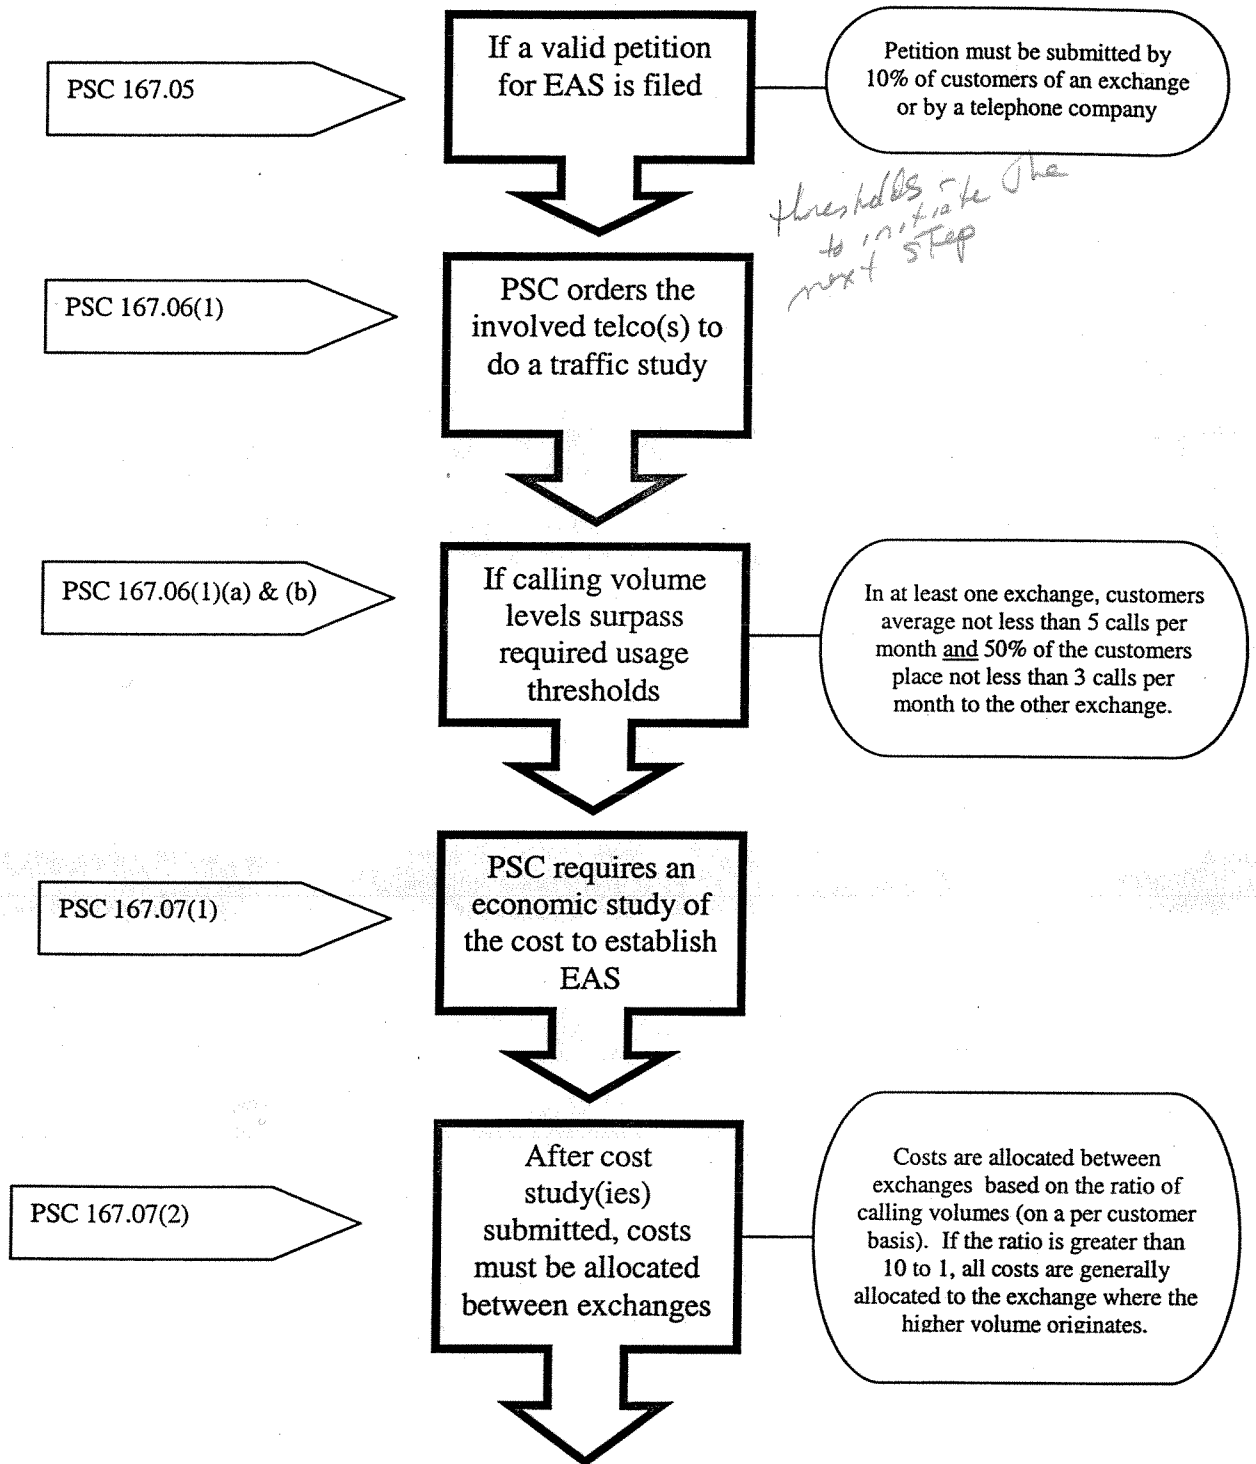 PSC 167.05
If a valid petition
for EAS is filed
Petition must be submitted by
10% of customers of an exchange
or by a telephone company
thresholds - the
to initiate
next step
PSC 167.06(1)
PSC orders the
involved telco(s) to
do a traffic study
PSC 167.06(1)(a) & (b)
If calling volume
levels surpass
required usage
thresholds
In at least one exchange, customers
average not less than 5 calls per
month and 50% of the customers
place not less than 3 calls per
month to the other exchange.
PSC 167.07(1)
PSC requires an
economic study of
the cost to establish
EAS
PSC 167.07(2)
After cost
study(ies)
submitted, costs
must be allocated
between exchanges
Costs are allocated between
exchanges based on the ratio of
calling volumes (on a per customer
basis). If the ratio is greater than
10 to 1, all costs are generally
allocated to the exchange where the
higher volume originates.